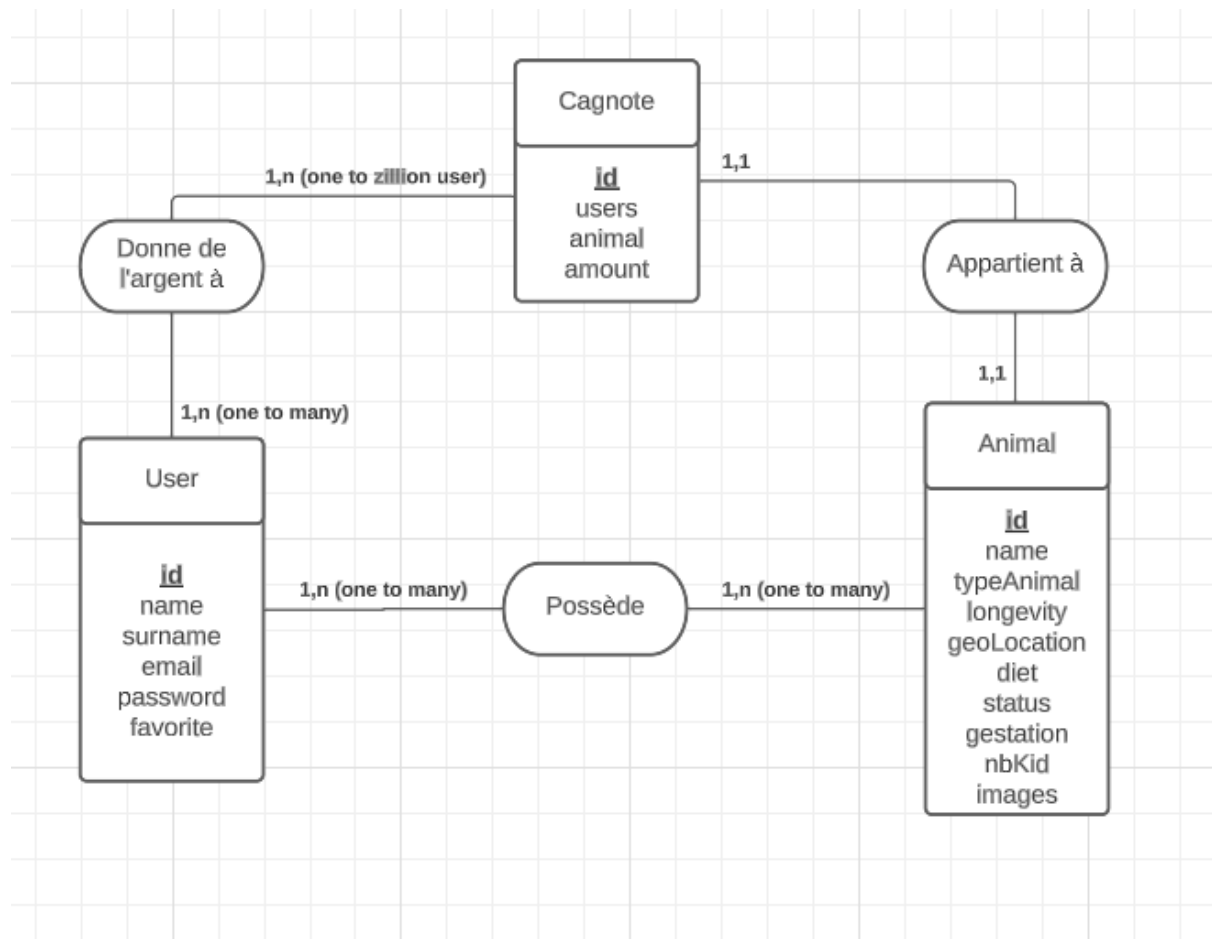 Cagnote
id
users
animal
amount
1,n (one to zillion user)
1,1
Donne de
l'argent à
Appartient à
1,n (one to many)
1,1
User
id
name
surname
email
password
favorite
1,n (one to many)
Possède
1,n (one to many)
Animal
id
name
typeAnimal
longevity
geoLocation
diet
status
gestation
nbKid
images